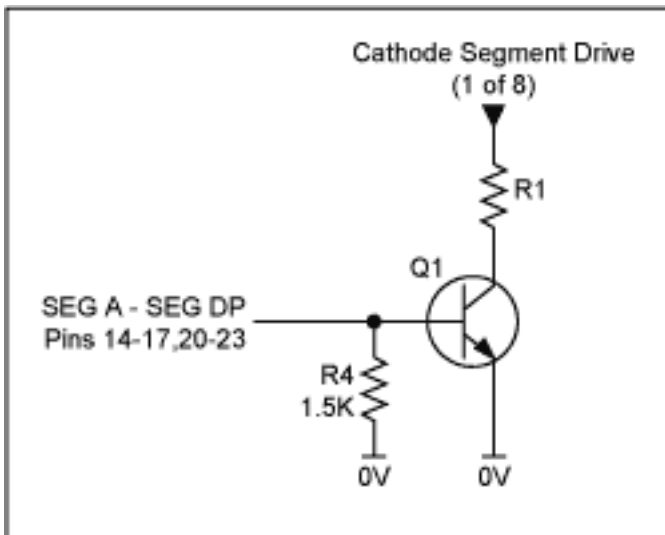 Cathode Segment Drive
(1 of 8)
R1
Q1
SEG A - SEG DP
Pins 14-17,20-23
R4
1.5K
0V
0V